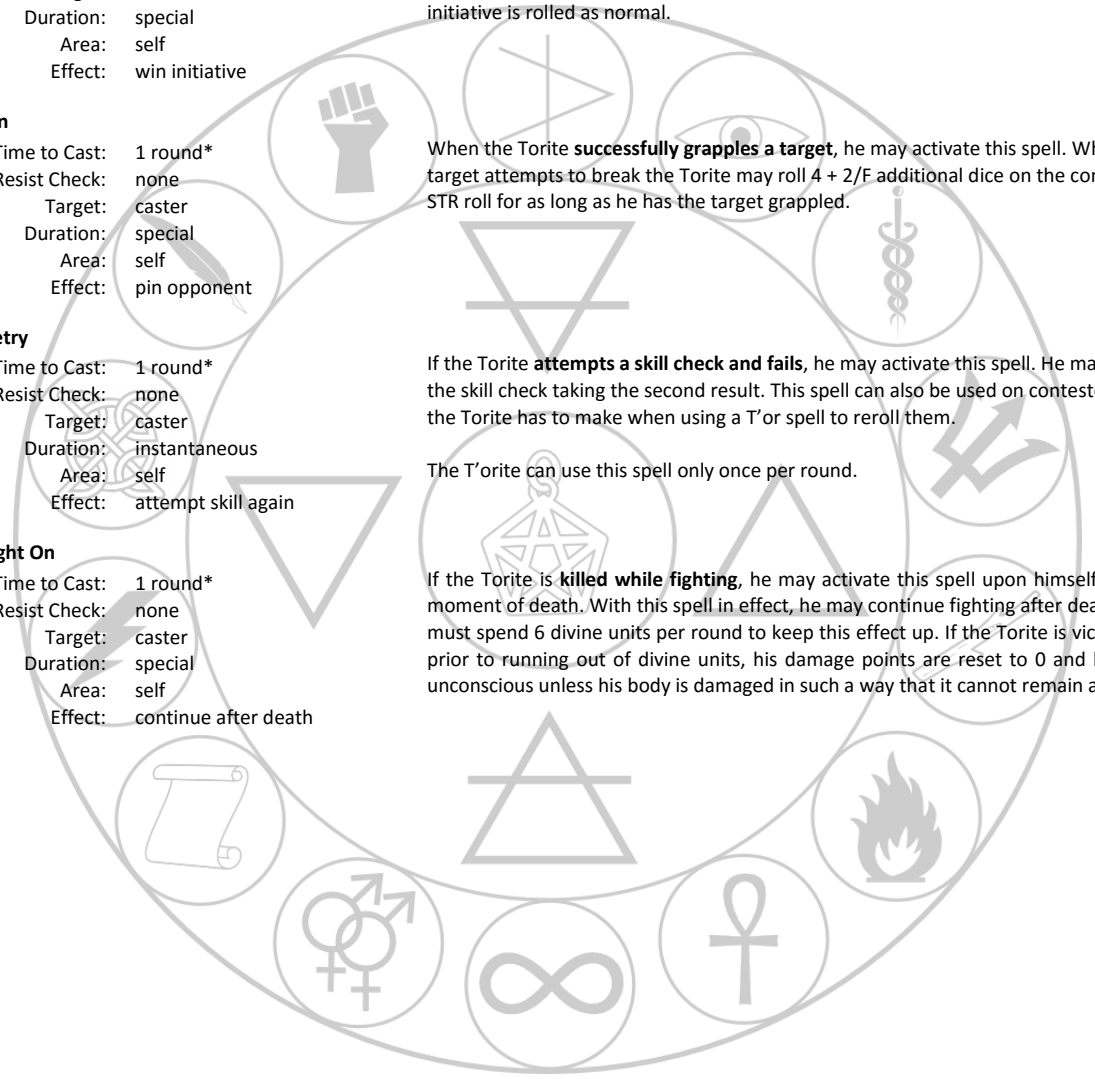 Duration: special
Area: self
Effect: win initiative
initiative is rolled as normal.
n
Time to Cast: 1 round*
Resist Check: none
Target: caster
Duration: special
Area: self
Effect: pin opponent
When the Torite successfully grapples a target, he may activate this spell. Wh
target attempts to break the Torite may roll 4 + 2/F additional dice on the con
STR roll for as long as he has the target grappled.
etry
Time to Cast: 1 round*
Resist Check: none
Target: caster
Duration: instantaneous
Area: self
Effect: attempt skill again
If the Torite attempts a skill check and fails, he may activate this spell. He ma
the skill check taking the second result. This spell can also be used on conteste
the Torite has to make when using a T'or spell to reroll them.
The T'orite can use this spell only once per round.
ght On
Time to Cast: 1 round*
Resist Check: none
Target: caster
Duration: special
Area: self
Effect: continue after death
If the Torite is killed while fighting, he may activate this spell upon himself
moment of death. With this spell in effect, he may continue fighting after dea
must spend 6 divine units per round to keep this effect up. If the Torite is vic
prior to running out of divine units, his damage points are reset to 0 and
unconscious unless his body is damaged in such a way that it cannot remain a